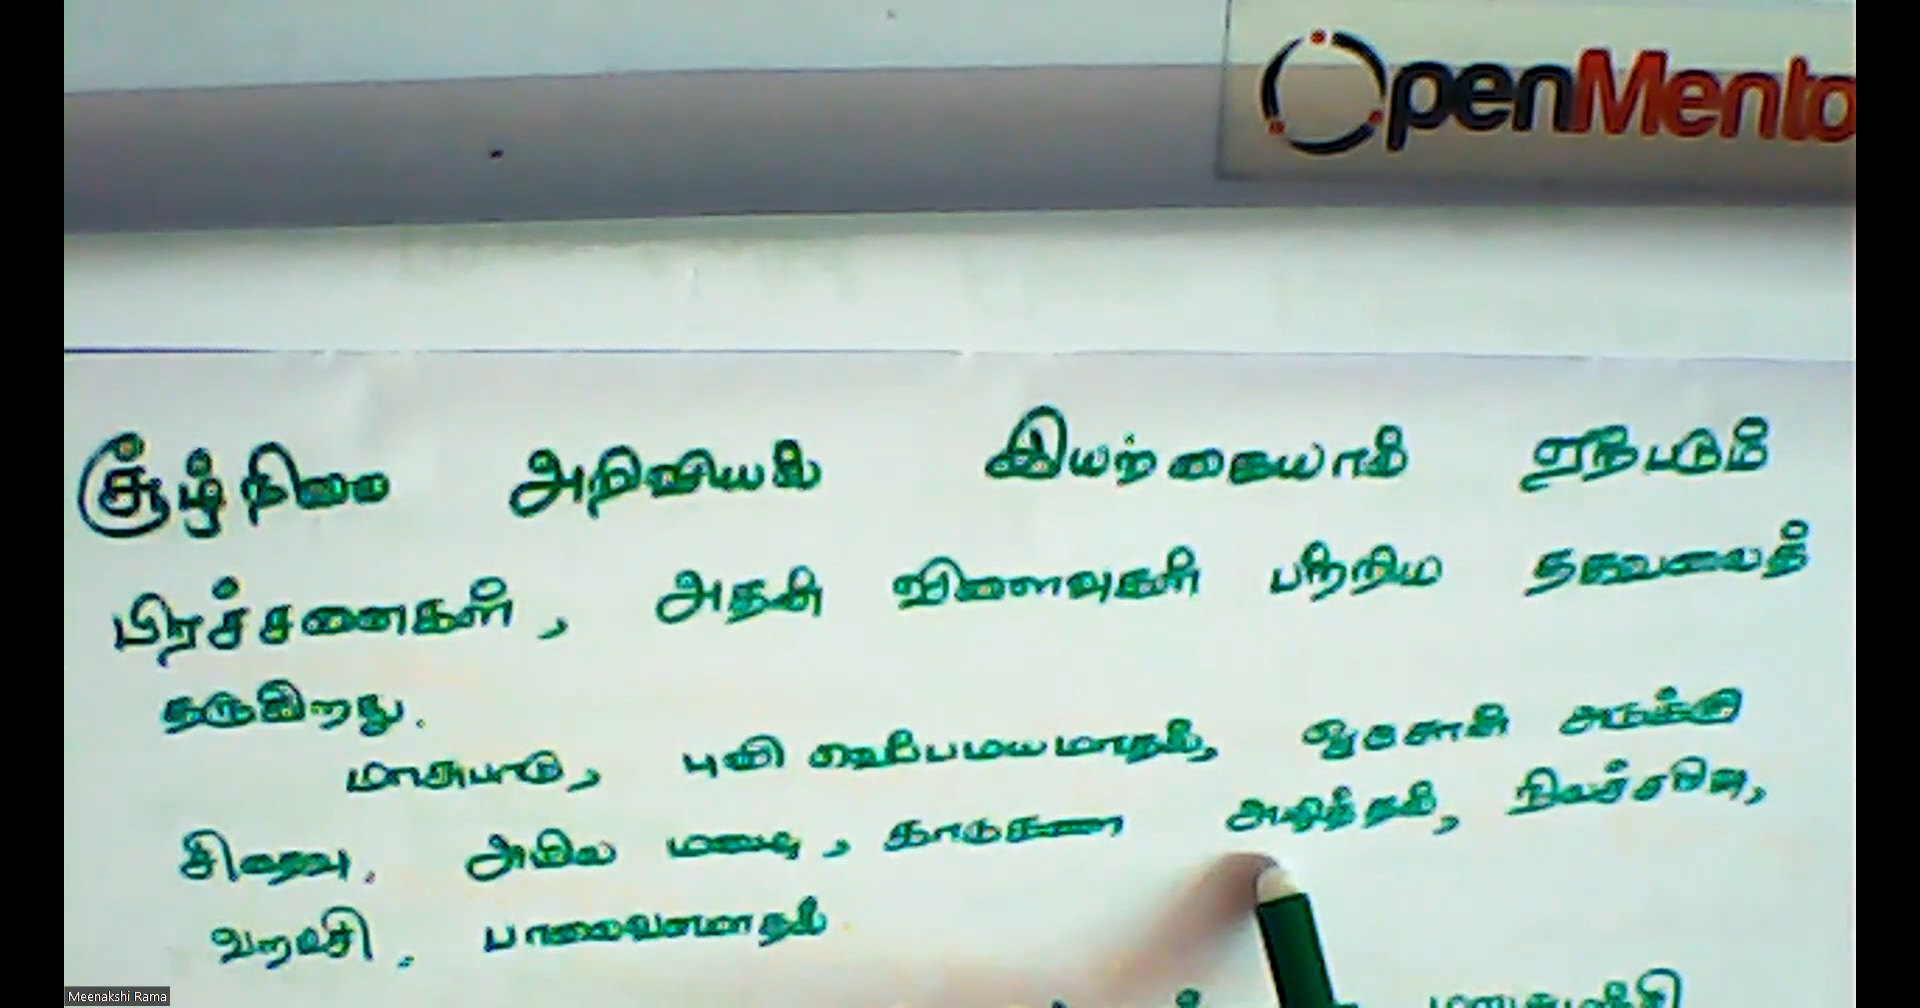 OpenMento
சூழ்நிலை அறிவியல் இயற்கையாக ஏற்படும்
பிரச்சனைகள், அதன் விளைவுகள் பற்றிய தகவலைத்
தருகிறது.
மாசுபாடு, புவி வெப்பமயமாதல், ஓசோன் அடுக்கு
சிதைவு, அமில மழை, காடுகளை அழித்தல், நிலச்சரிவு,
வறட்சி, பாலைவனமாதல்
Meenakshi Rama